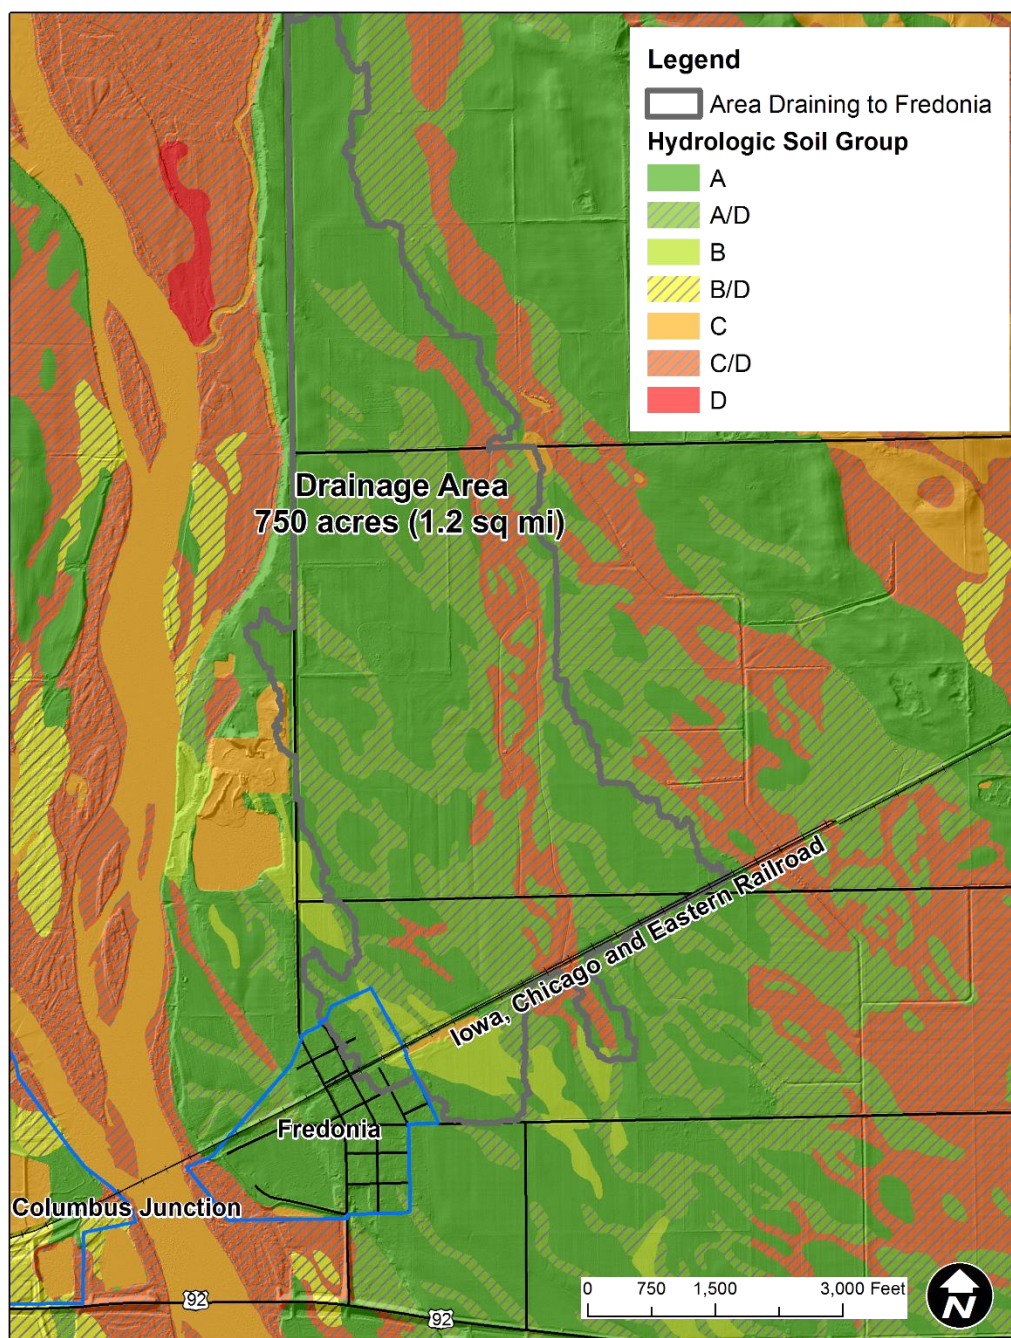 Legend
Area Draining to Fredonia
Hydrologic Soil Group
A
A/D
B
B/D
C
C/D
D
Drainage Area
750 acres (1.2 sq mi)
Iowa, Chicago and Eastern Railroad
Fredonia
Columbus Junction
92
92
0 750 1,500 3,000 Feet
N